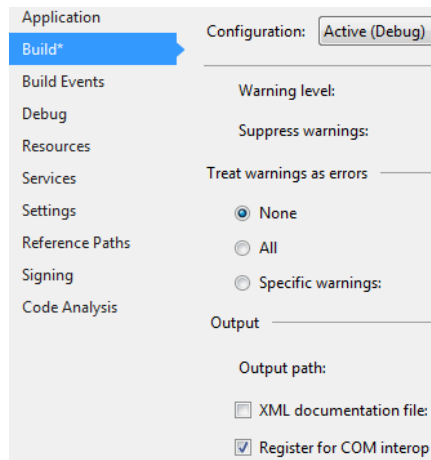 Application
Build*
Build Events
Debug
Resources
Services
Settings
Reference Paths
Signing
Code Analysis
Configuration: Active (Debug)
Warning level:
Suppress warnings:
Treat warnings as errors
None
All
Specific warnings:
Output
Output path:
XML documentation file:
Register for COM interop